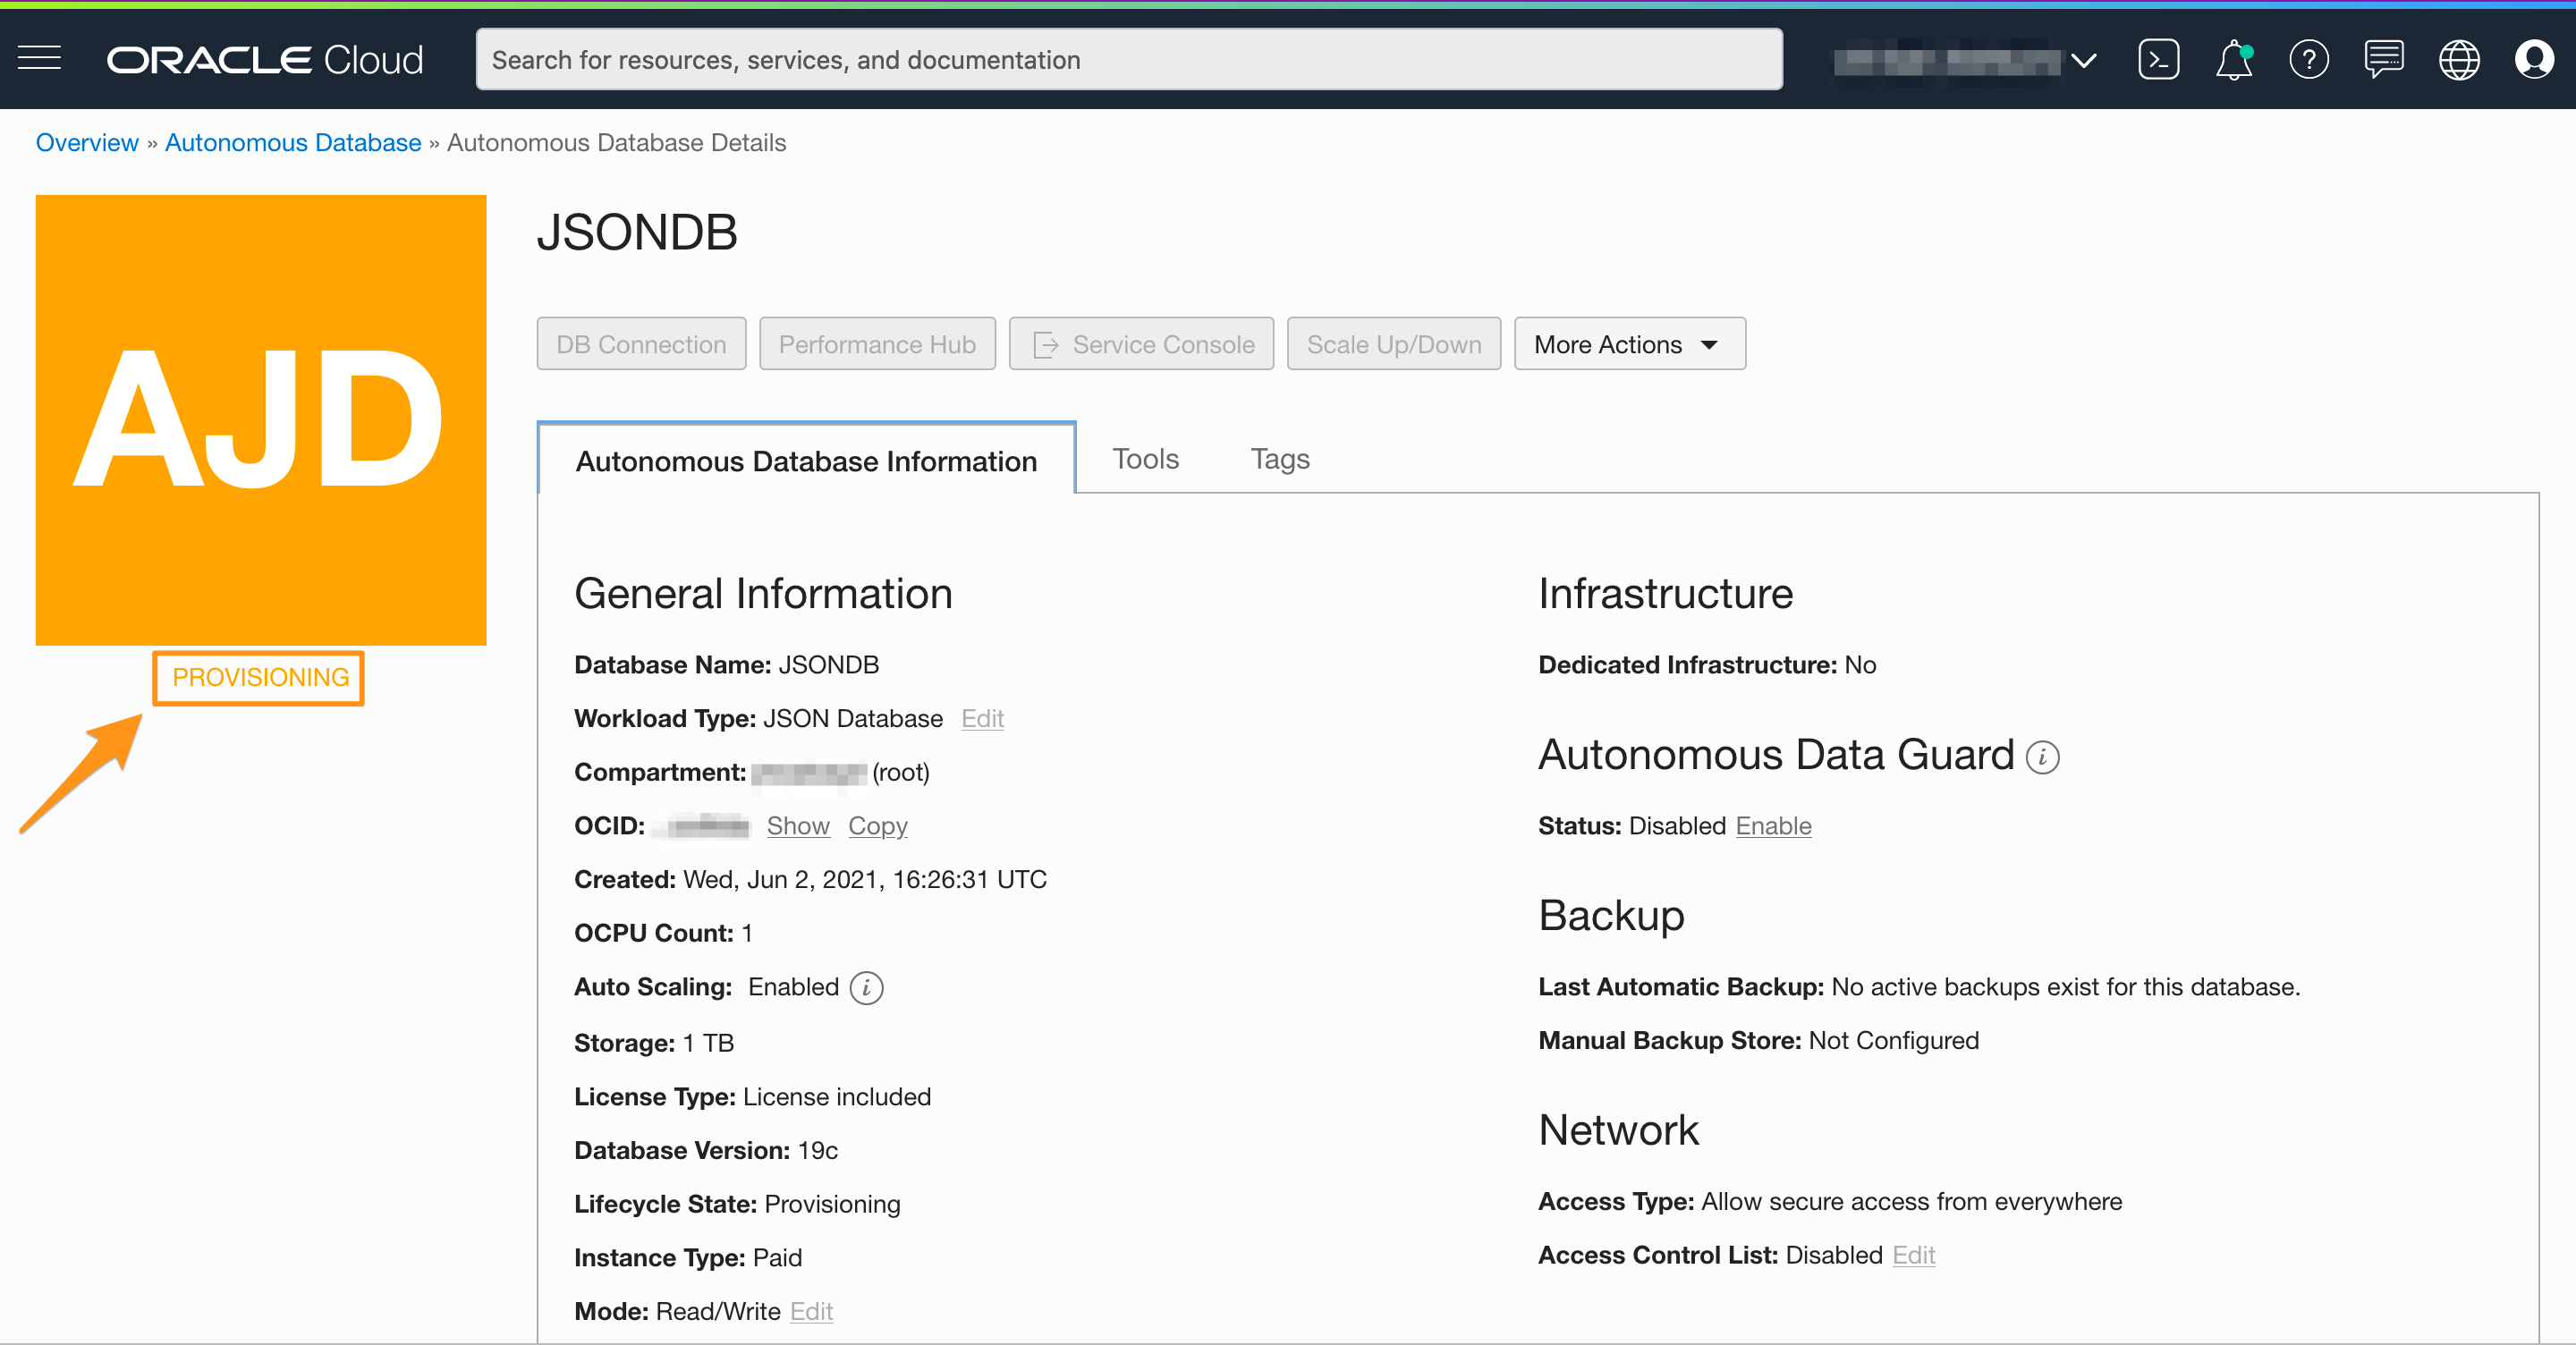 ORACLE Cloud
Search for resources, services, and documentation
Overview » Autonomous Database » Autonomous Database Details
AJD
PROVISIONING
JSONDB
DB Connection
Performance Hub
Service Console
Scale Up/Down
More Actions
Autonomous Database Information
Tools
Tags
General Information
Database Name: JSONDB
Workload Type: JSON Database Edit
Compartment: (root)
OCID: Show Copy
Created: Wed, Jun 2, 2021, 16:26:31 UTC
OCPU Count: 1
Auto Scaling: Enabled i
Storage: 1 TB
License Type: License included
Database Version: 19c
Lifecycle State: Provisioning
Instance Type: Paid
Mode: Read/Write Edit
Infrastructure
Dedicated Infrastructure: No
Autonomous Data Guard i
Status: Disabled Enable
Backup
Last Automatic Backup: No active backups exist for this database.
Manual Backup Store: Not Configured
Network
Access Type: Allow secure access from everywhere
Access Control List: Disabled Edit